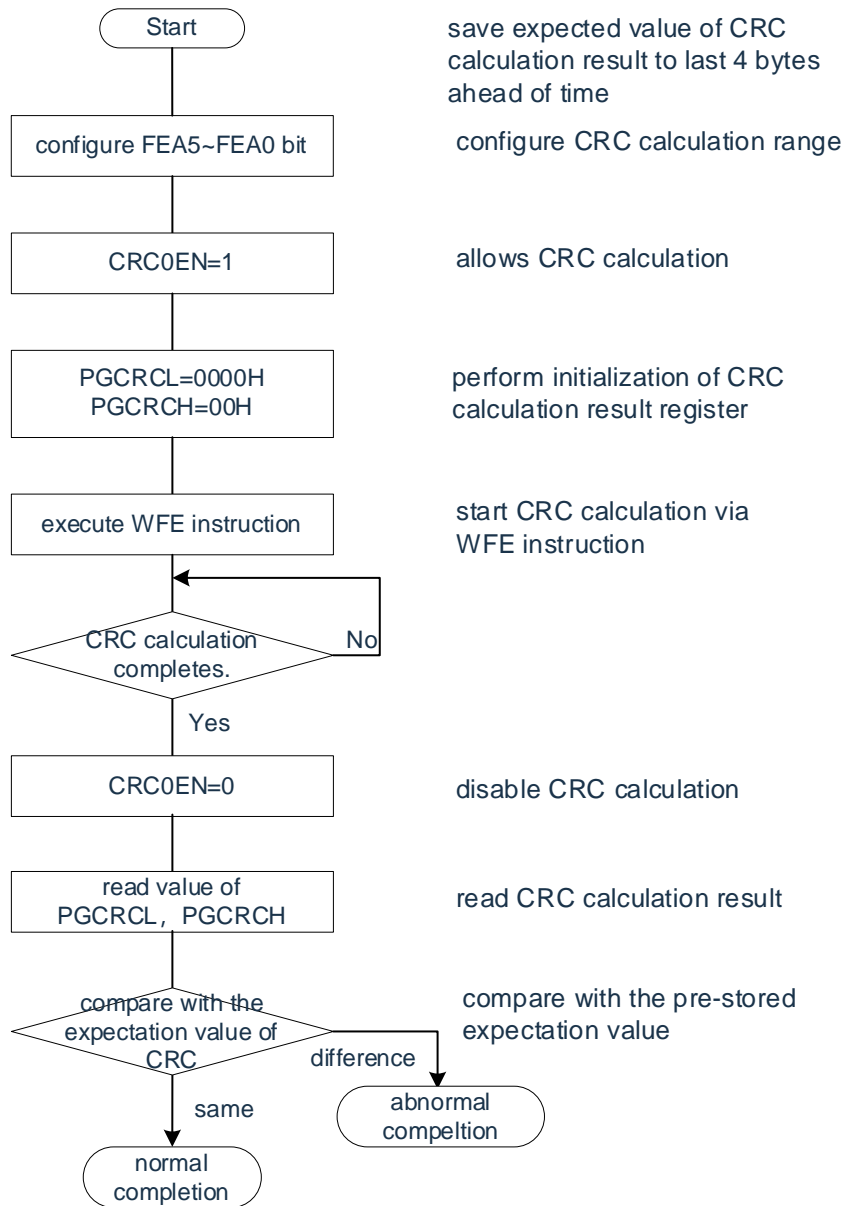 Start
save expected value of CRC
calculation result to last 4 bytes
ahead of time
configure FEA5~FEA0 bit
configure CRC calculation range
CRC0EN=1
allows CRC calculation
PGCRCL=0000H
PGCRCH=00H
perform initialization of CRC
calculation result register
execute WFE instruction
start CRC calculation via
WFE instruction
CRC calculation
completes.
No
Yes
CRC0EN=0
disable CRC calculation
read value of
PGCRCL, PGCRCH
read CRC calculation result
compare with the
expectation value of
CRC
compare with the pre-stored
expectation value
difference
same
abnormal
compeltion
normal
completion